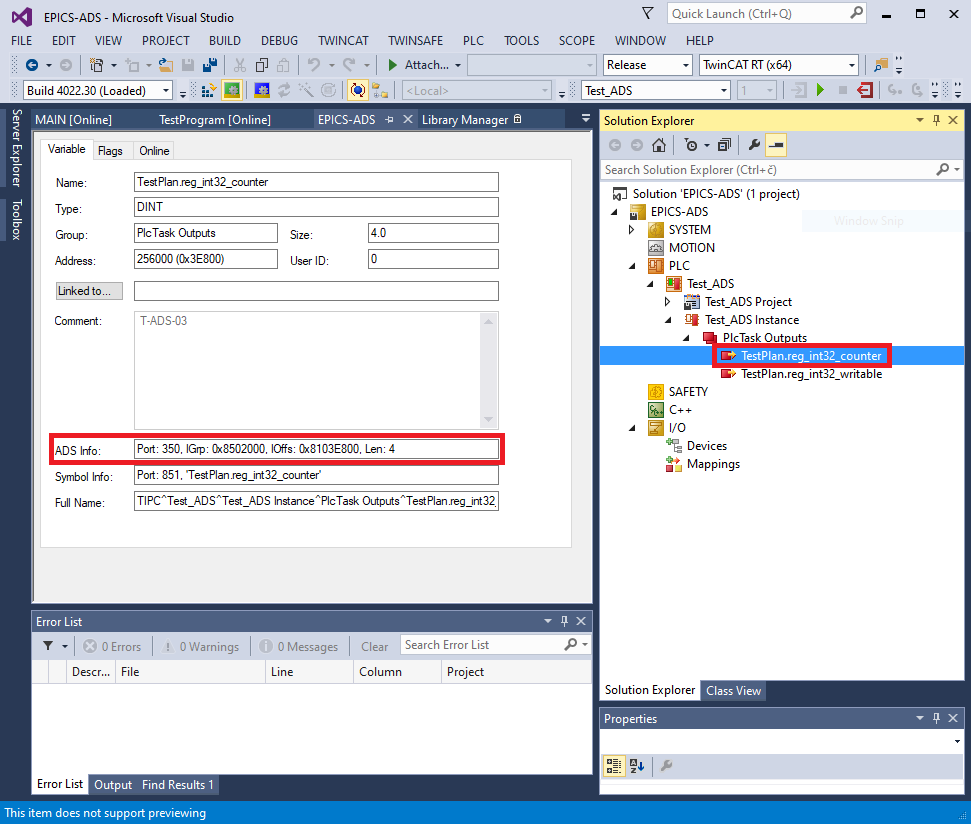 EPICS-ADS - Microsoft Visual Studio
Quick Launch (Ctrl+Q)
FILE EDIT VIEW PROJECT BUILD DEBUG TWINCAT TWINSAFE PLC TOOLS SCOPE WINDOW HELP
Attach... Release TwinCAT RT (x64)
Build 4022.30 (Loaded) <Local> Test_ADS 1
Server Explorer
Toolbox
MAIN [Online] TestProgram [Online] EPICS-ADS Library Manager
Variable Flags Online
Name: TestPlan.reg_int32_counter
Type: DINT
Group: PlcTask Outputs Size: 4.0
Address: 256000 (0x3E800) User ID: 0
Linked to...
Comment: T-ADS-03
ADS Info: Port: 350, IGrp: 0x8502000, IOffs: 0x8103E800, Len: 4
Symbol Info: Port: 851, 'TestPlan.reg_int32_counter'
Full Name: TIPC^Test_ADS^Test_ADS Instance^PlcTask Outputs^TestPlan.reg_int32_
Solution Explorer
Search Solution Explorer (Ctrl+č)
Solution 'EPICS-ADS' (1 project)
EPICS-ADS
Window Snip
SYSTEM
MOTION
PLC
Test_ADS
Test_ADS Project
Test_ADS Instance
PlcTask Outputs
TestPlan.reg_int32_counter
TestPlan.reg_int32_writable
SAFETY
C++
I/O
Devices
Mappings
Solution Explorer Class View
Properties
Error List
0 Errors 0 Warnings 0 Messages Clear Search Error List
Descr... File Line Column Project
Error List Output Find Results 1
This item does not support previewing